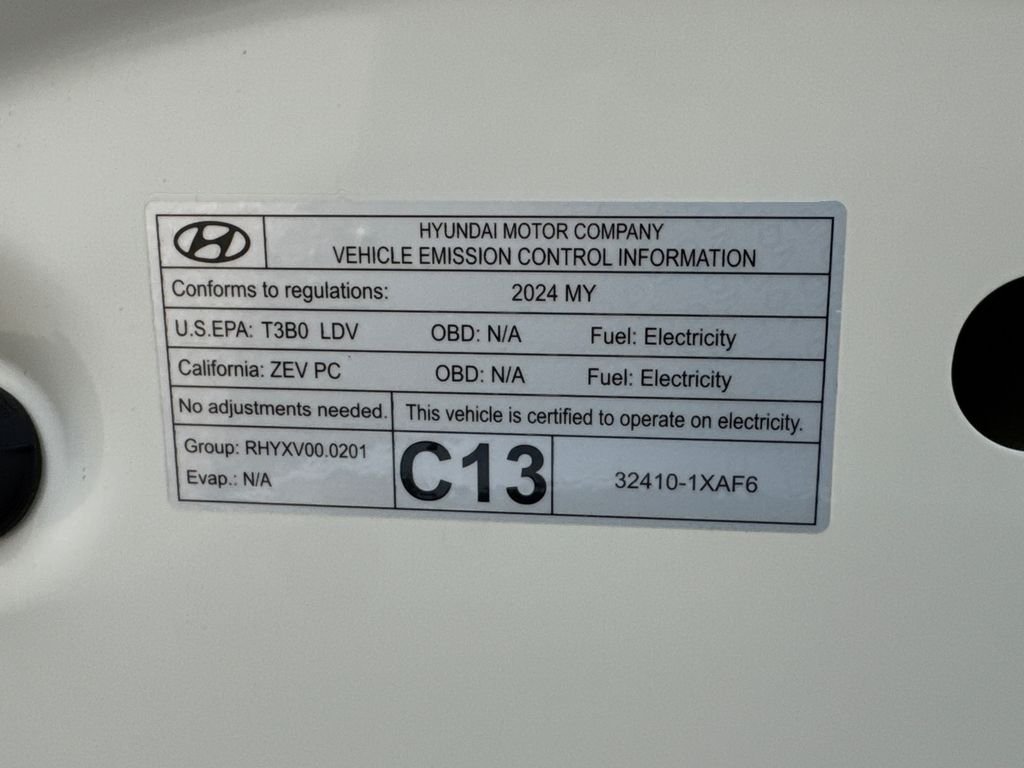 HYUNDAI MOTOR COMPANY
VEHICLE EMISSION CONTROL INFORMATION
Conforms to regulations: 2024 MY
U.S.EPA: T3B0 LDV OBD: N/A Fuel: Electricity
California: ZEV PC OBD: N/A Fuel: Electricity
No adjustments needed. This vehicle is certified to operate on electricity.
Group: RHYXV00.0201
Evap.: N/A
C13
32410-1XAF6